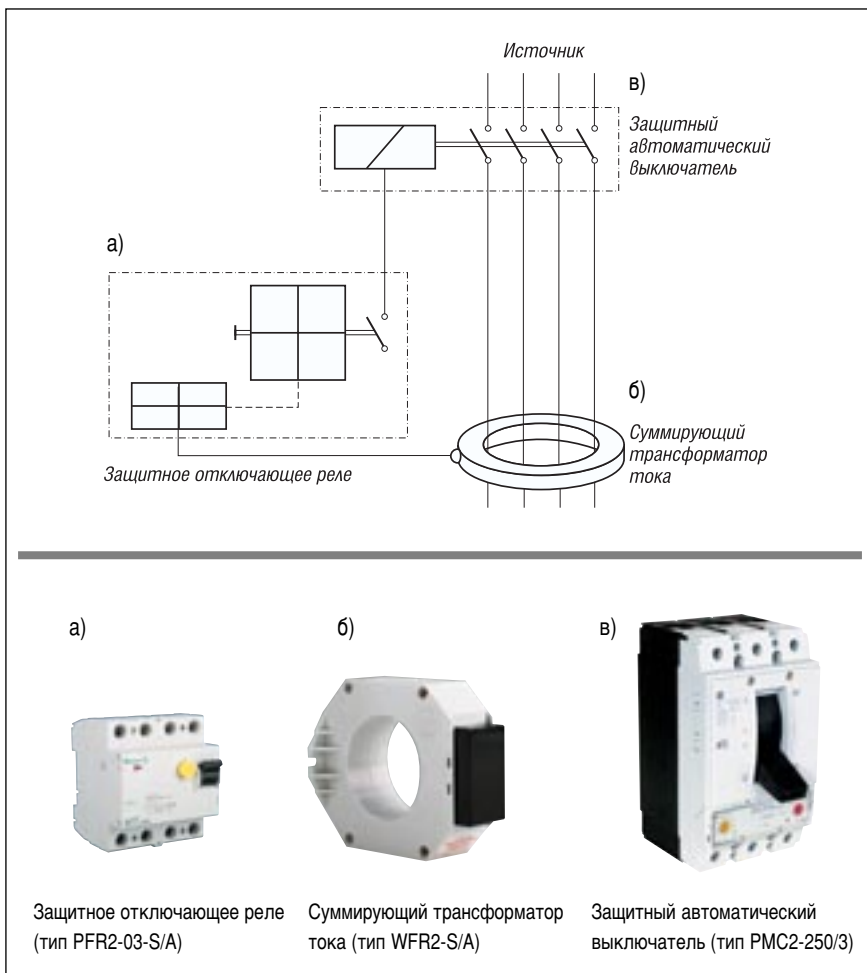 Источник
в)
Защитный
автоматический
выключатель
а)
Защитное отключающее реле
б)
Суммирующий
трансформатор
тока
а)
б)
в)
Защитное отключающее реле
(тип PFR2-03-S/A)
Суммирующий трансформатор
тока (тип WFR2-S/A)
Защитный автоматический
выключатель (тип PMC2-250/3)